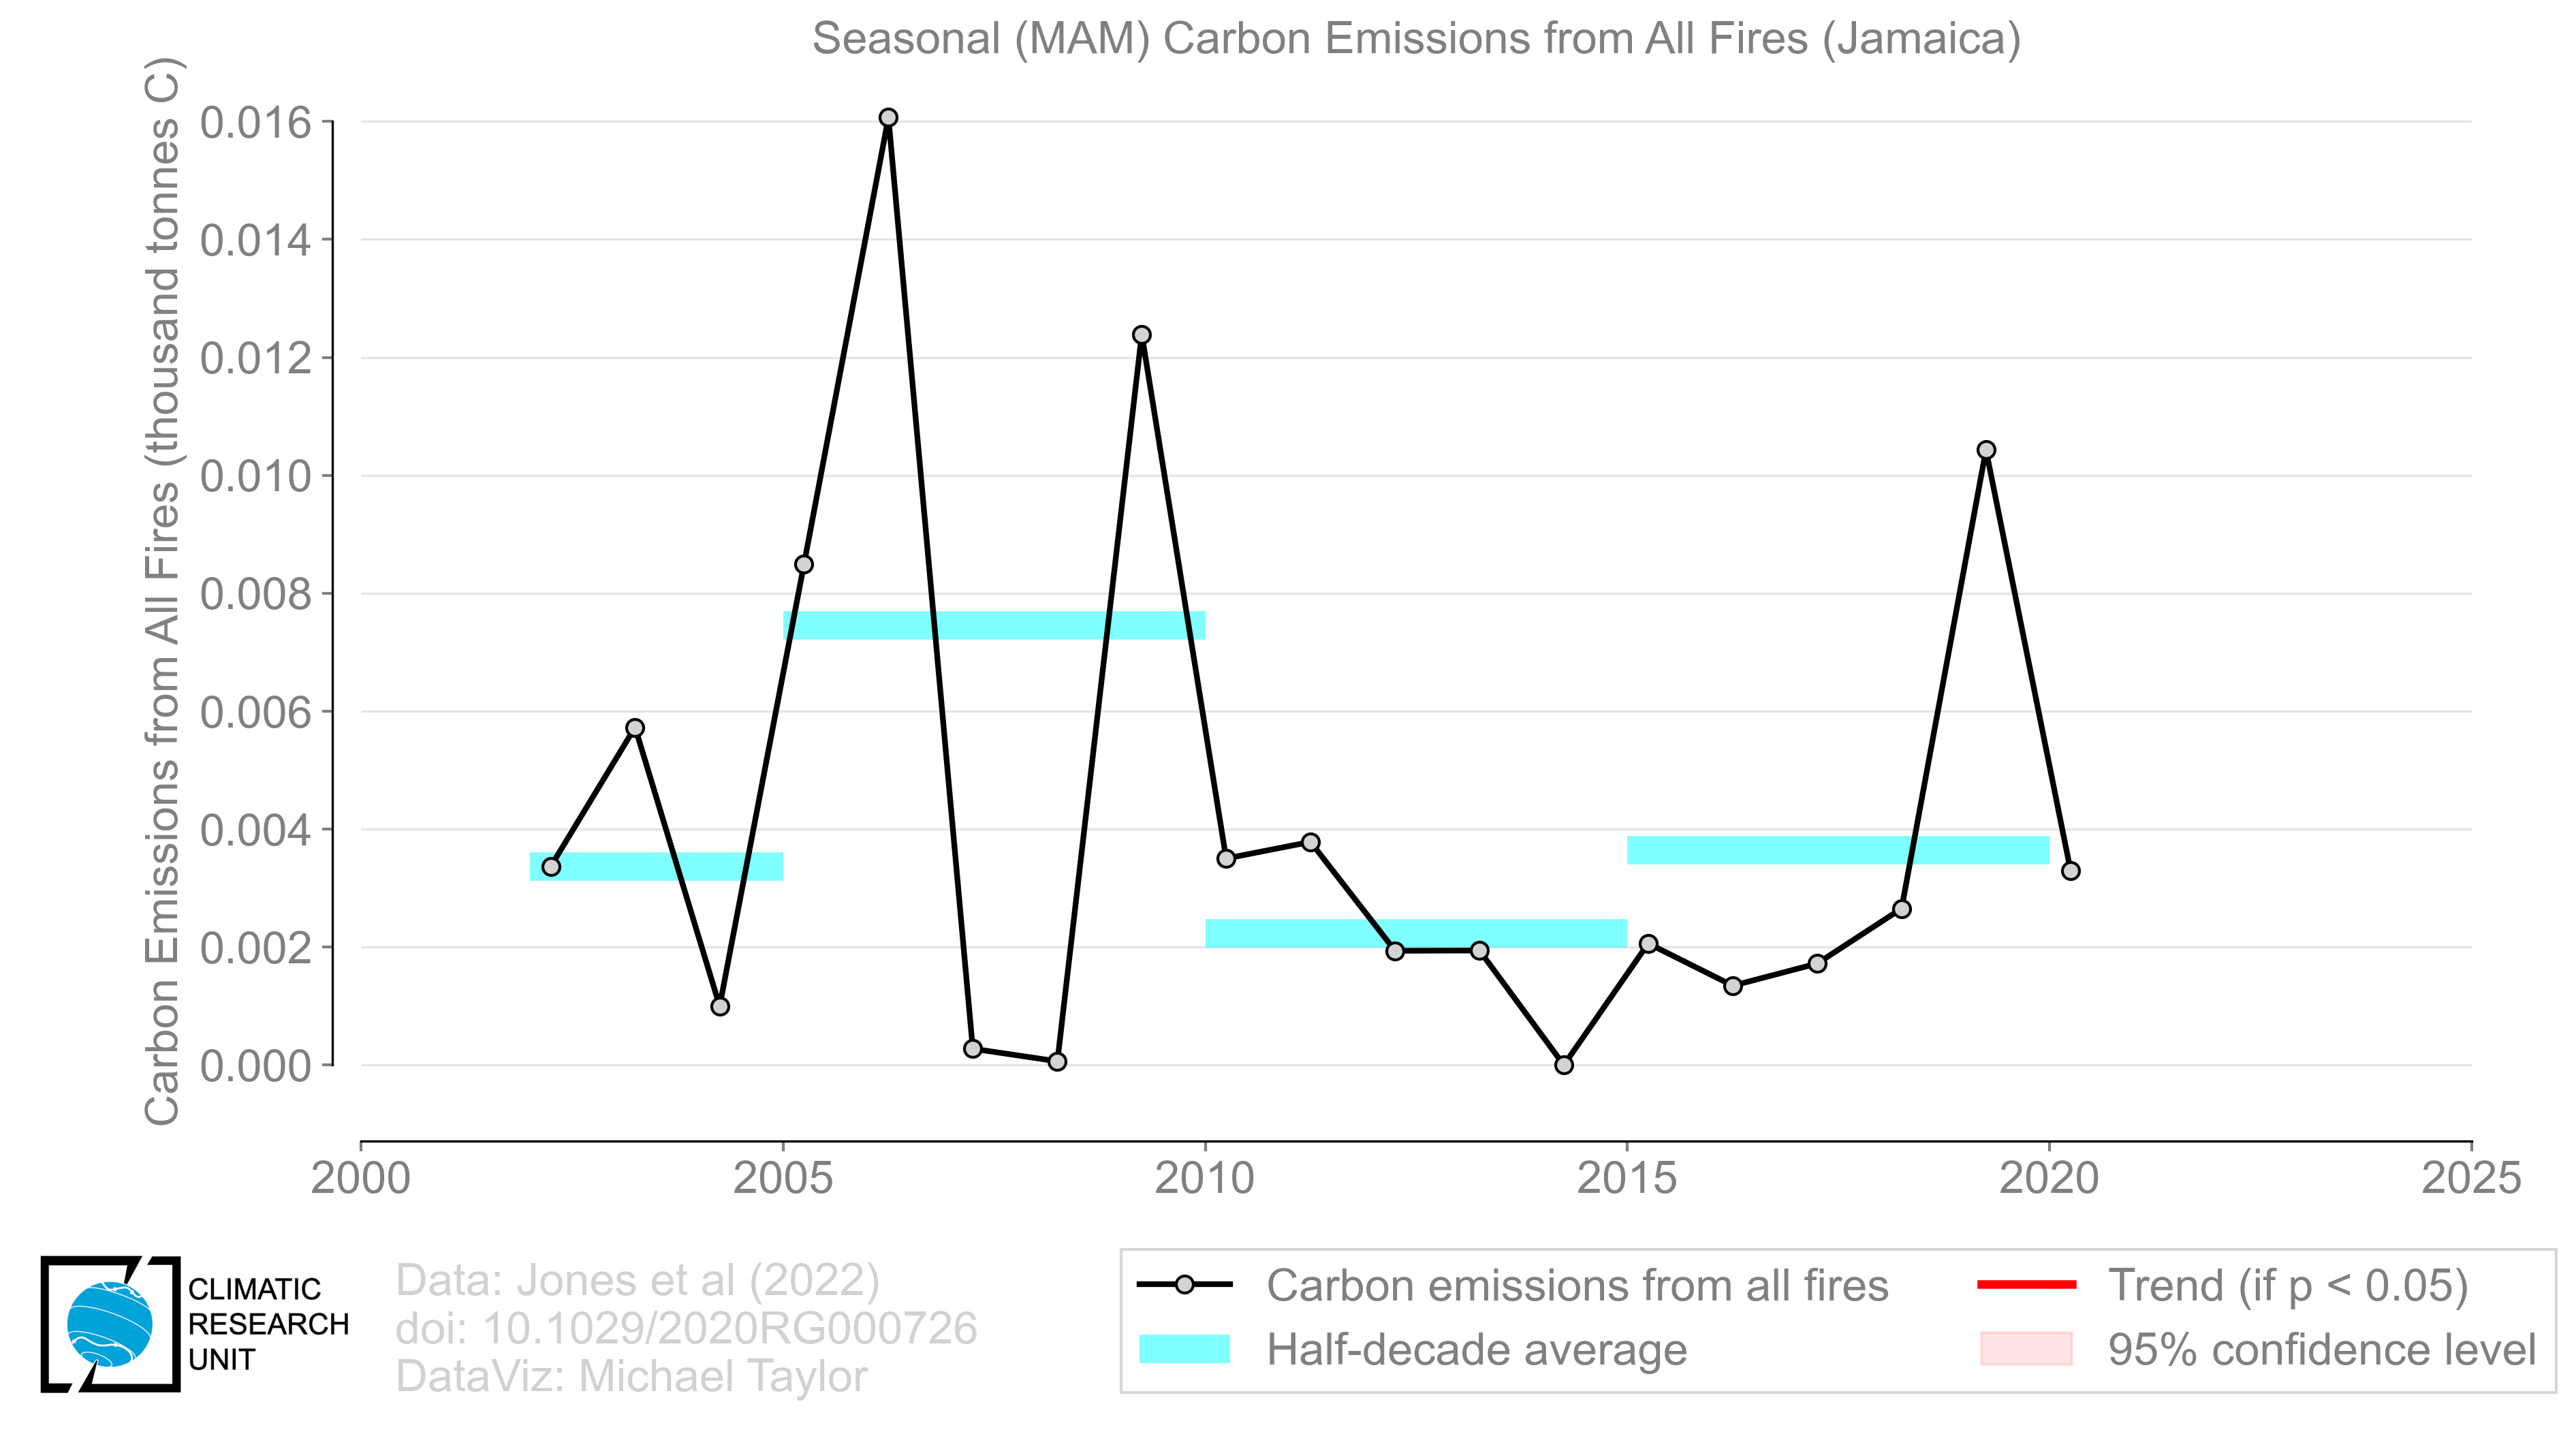 Seasonal (MAM) Carbon Emissions from All Fires (Jamaica)
Carbon Emissions from All Fires (thousand tonnes C)
0.016
0.014
0.012
0.010
0.008
0.006
0.004
0.002
0.000
2000 2005 2010 2015 2020 2025
CLIMATIC
RESEARCH
UNIT
Data: Jones et al (2022)
doi: 10.1029/2020RG000726
DataViz: Michael Taylor
Carbon emissions from all fires
Half-decade average
Trend (if p < 0.05)
95% confidence level